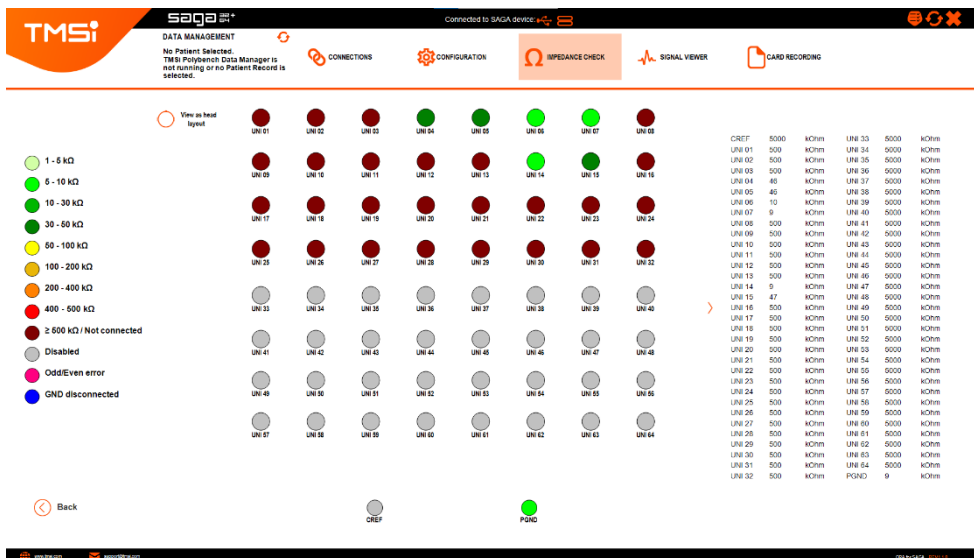 TMSi
saga 32+ 64+
Connected to SAGA device:
DATA MANAGEMENT
No Patient Selected.
TMSi Polybench Data Manager is
not running or no Patient Record is
selected.
CONNECTIONS
CONFIGURATION
IMPEDANCE CHECK
SIGNAL VIEWER
CARD RECORDING
View as head
layout
UNI 01 UNI 02 UNI 03 UNI 04 UNI 05 UNI 06 UNI 07 UNI 08
UNI 09 UNI 10 UNI 11 UNI 12 UNI 13 UNI 14 UNI 15 UNI 16
UNI 17 UNI 18 UNI 19 UNI 20 UNI 21 UNI 22 UNI 23 UNI 24
UNI 25 UNI 26 UNI 27 UNI 28 UNI 29 UNI 30 UNI 31 UNI 32
UNI 33 UNI 34 UNI 35 UNI 36 UNI 37 UNI 38 UNI 39 UNI 40
UNI 41 UNI 42 UNI 43 UNI 44 UNI 45 UNI 46 UNI 47 UNI 48
UNI 49 UNI 50 UNI 51 UNI 52 UNI 53 UNI 54 UNI 55 UNI 56
UNI 57 UNI 58 UNI 59 UNI 60 UNI 61 UNI 62 UNI 63 UNI 64
1 - 5 kΩ
5 - 10 kΩ
10 - 30 kΩ
30 - 50 kΩ
50 - 100 kΩ
100 - 200 kΩ
200 - 400 kΩ
400 - 500 kΩ
≥ 500 kΩ / Not connected
Disabled
Odd/Even error
GND disconnected
CREF 5000 kOhm UNI 33 5000 kOhm
UNI 01 500 kOhm UNI 34 5000 kOhm
UNI 02 500 kOhm UNI 35 5000 kOhm
UNI 03 500 kOhm UNI 36 5000 kOhm
UNI 04 46 kOhm UNI 37 5000 kOhm
UNI 05 46 kOhm UNI 38 5000 kOhm
UNI 06 10 kOhm UNI 39 5000 kOhm
UNI 07 9 kOhm UNI 40 5000 kOhm
UNI 08 500 kOhm UNI 41 5000 kOhm
UNI 09 500 kOhm UNI 42 5000 kOhm
UNI 10 500 kOhm UNI 43 5000 kOhm
UNI 11 500 kOhm UNI 44 5000 kOhm
UNI 12 500 kOhm UNI 45 5000 kOhm
UNI 13 500 kOhm UNI 46 5000 kOhm
UNI 14 9 kOhm UNI 47 5000 kOhm
UNI 15 47 kOhm UNI 48 5000 kOhm
UNI 16 500 kOhm UNI 49 5000 kOhm
UNI 17 500 kOhm UNI 50 5000 kOhm
UNI 18 500 kOhm UNI 51 5000 kOhm
UNI 19 500 kOhm UNI 52 5000 kOhm
UNI 20 500 kOhm UNI 53 5000 kOhm
UNI 21 500 kOhm UNI 54 5000 kOhm
UNI 22 500 kOhm UNI 55 5000 kOhm
UNI 23 500 kOhm UNI 56 5000 kOhm
UNI 24 500 kOhm UNI 57 5000 kOhm
UNI 25 500 kOhm UNI 58 5000 kOhm
UNI 26 500 kOhm UNI 59 5000 kOhm
UNI 27 500 kOhm UNI 60 5000 kOhm
UNI 28 500 kOhm UNI 61 5000 kOhm
UNI 29 500 kOhm UNI 62 5000 kOhm
UNI 30 500 kOhm UNI 63 5000 kOhm
UNI 31 500 kOhm UNI 64 5000 kOhm
UNI 32 500 kOhm PGND 9 kOhm
Back
CREF
PGND
www.tmsi.com
support@tmsi.com